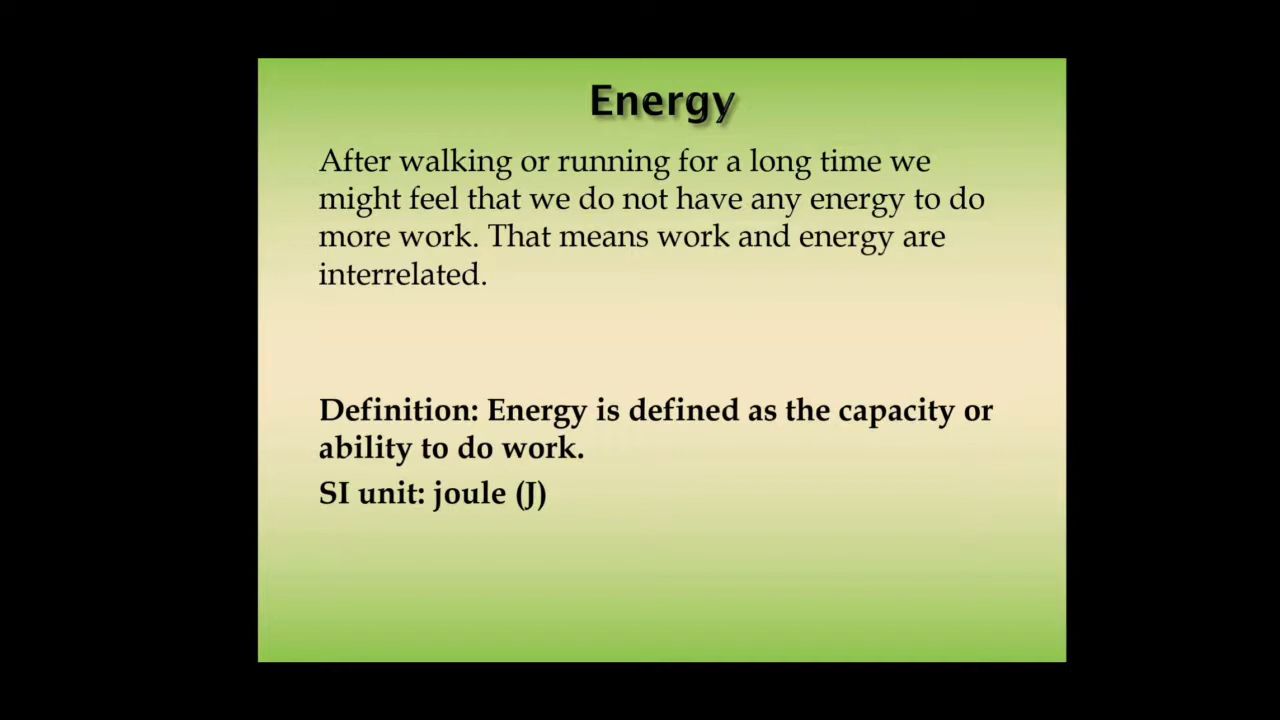 Energy
After walking or running for a long time we
might feel that we do not have any energy to do
more work. That means work and energy are
interrelated.
Definition: Energy is defined as the capacity or
ability to do work.
SI unit: joule (J)